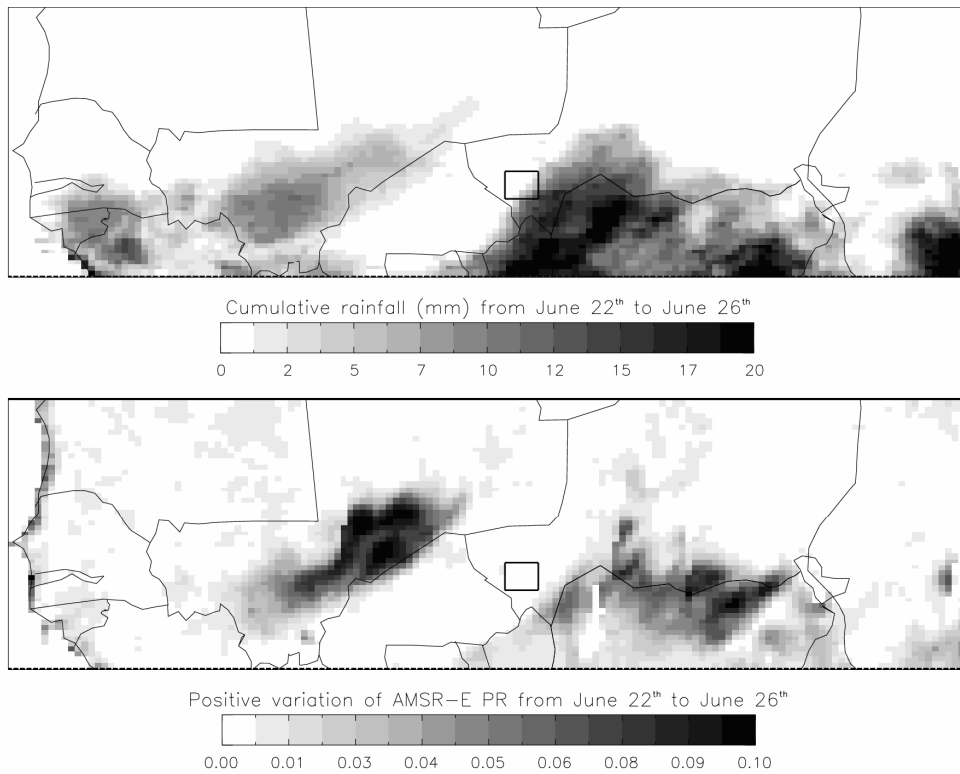 Cumulative rainfall (mm) from June 22th to June 26th
0 2 5 7 10 12 15 17 20
Positive variation of AMSR-E PR from June 22th to June 26th
0.00 0.01 0.03 0.04 0.05 0.06 0.08 0.09 0.10